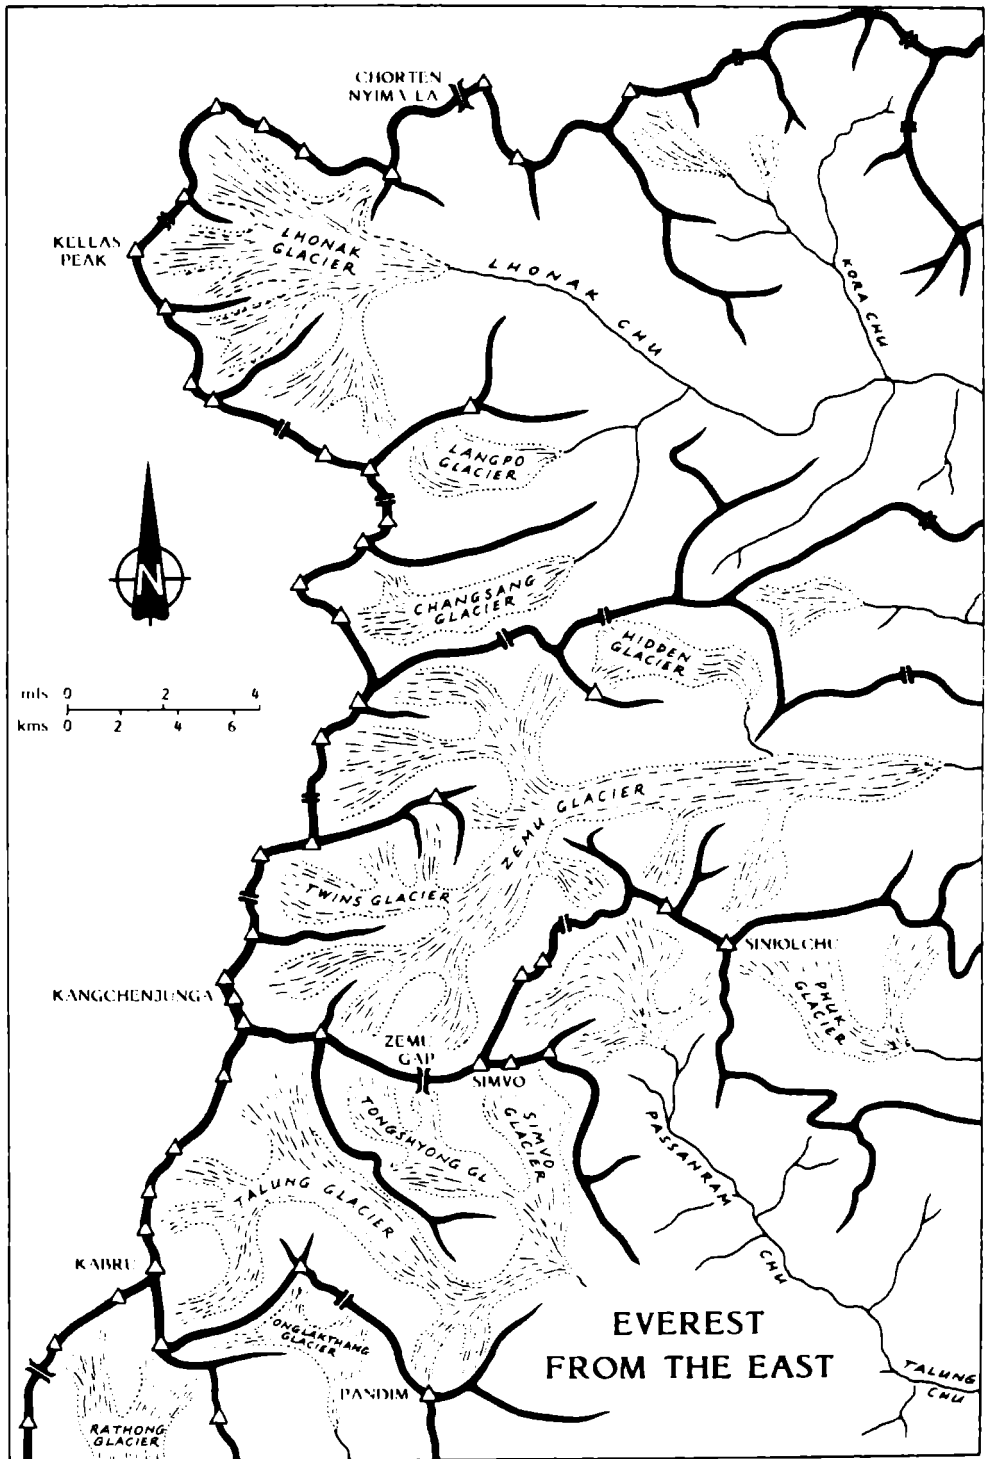 CHORTEN
NYIMA LA
KELLAS
PEAK
LHONAK
GLACIER
LHONAK
CHU
KORA CHU
LANGPO
GLACIER
N
CHANGSANG
GLACIER
HIDDEN
GLACIER
mls 0 2 4
kms 0 2 4 6
ZEMU GLACIER
TWINS GLACIER
SINIOLCHU
KANGCHENJUNGA
PHUK
GLACIER
ZEMU
GAP
SIMVO
TONGSHYONG GL
SIMVO
GLACIER
PASSANRAM
CHU
TALUNG GLACIER
KABRU
ONGLAKTHANG
GLACIER
EVEREST
FROM THE EAST
PANDIM
TALUNG
CHU
RATHONG
GLACIER